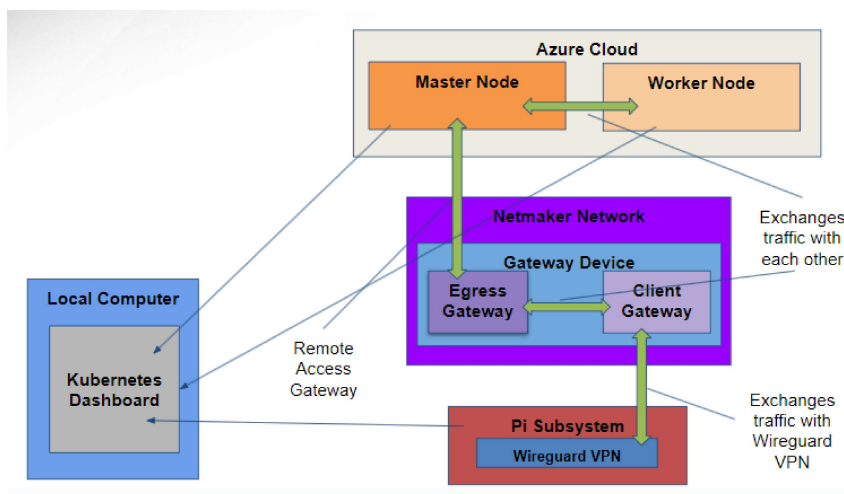 Azure Cloud
Master Node
Worker Node
Netmaker Network
Gateway Device
Egress
Gateway
Client
Gateway
Exchanges
traffic with
each other
Local Computer
Kubernetes
Dashboard
Remote
Access
Gateway
Pi Subsystem
Wireguard VPN
Exchanges
traffic with
Wireguard
VPN